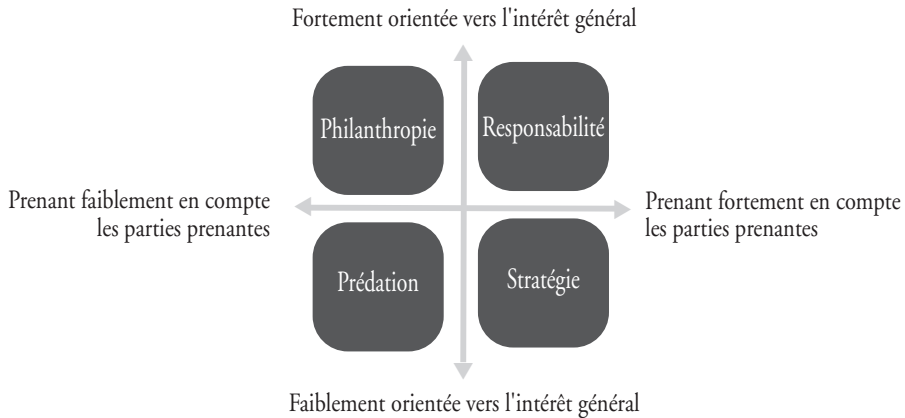 Fortement orientée vers l'intérêt général
Philanthropie
Responsabilité
Prenant faiblement en compte
les parties prenantes
Prenant fortement en compte
les parties prenantes
Prédation
Stratégie
Faiblement orientée vers l'intérêt général